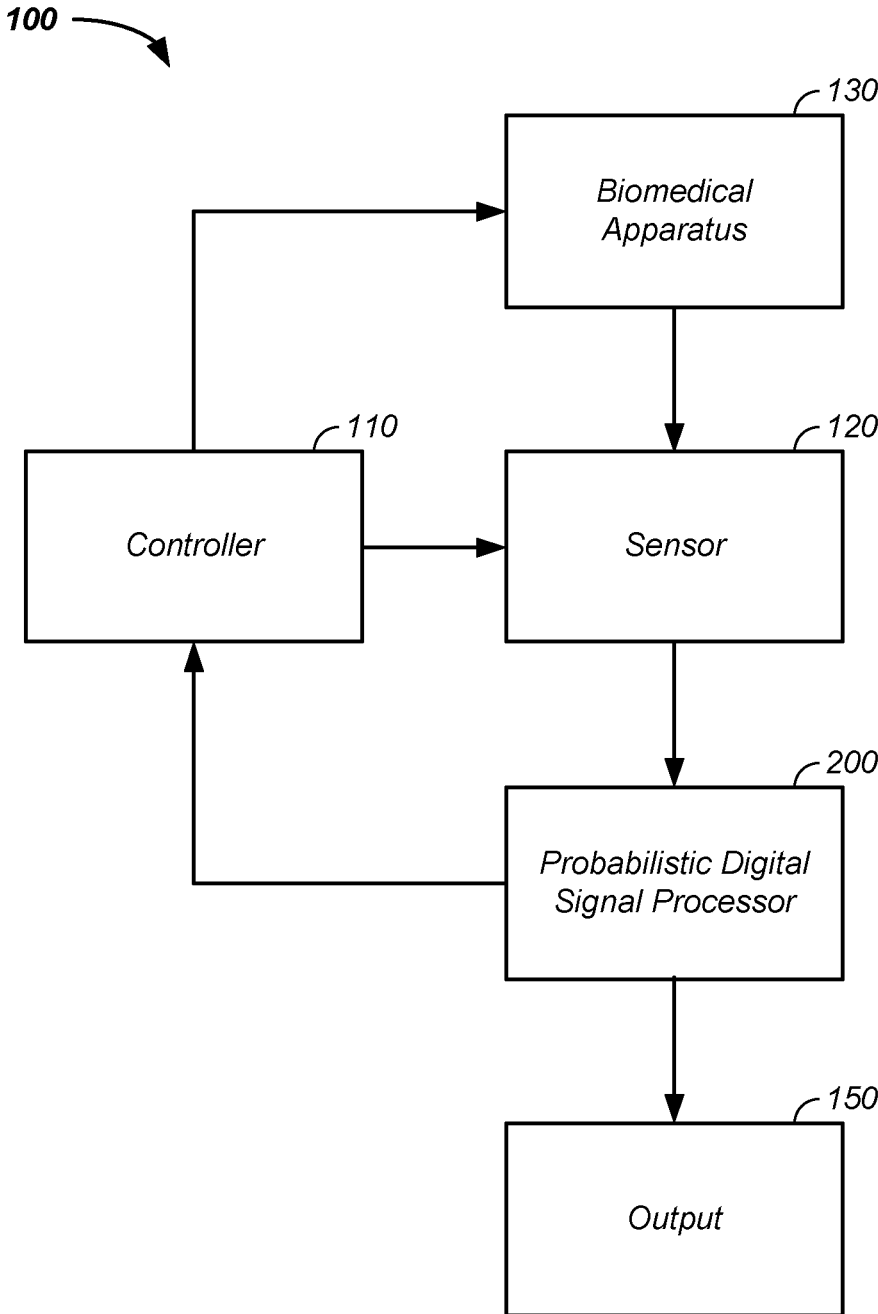 100
130
Biomedical
Apparatus
110
120
Controller
Sensor
200
Probabilistic Digital
Signal Processor
150
Output